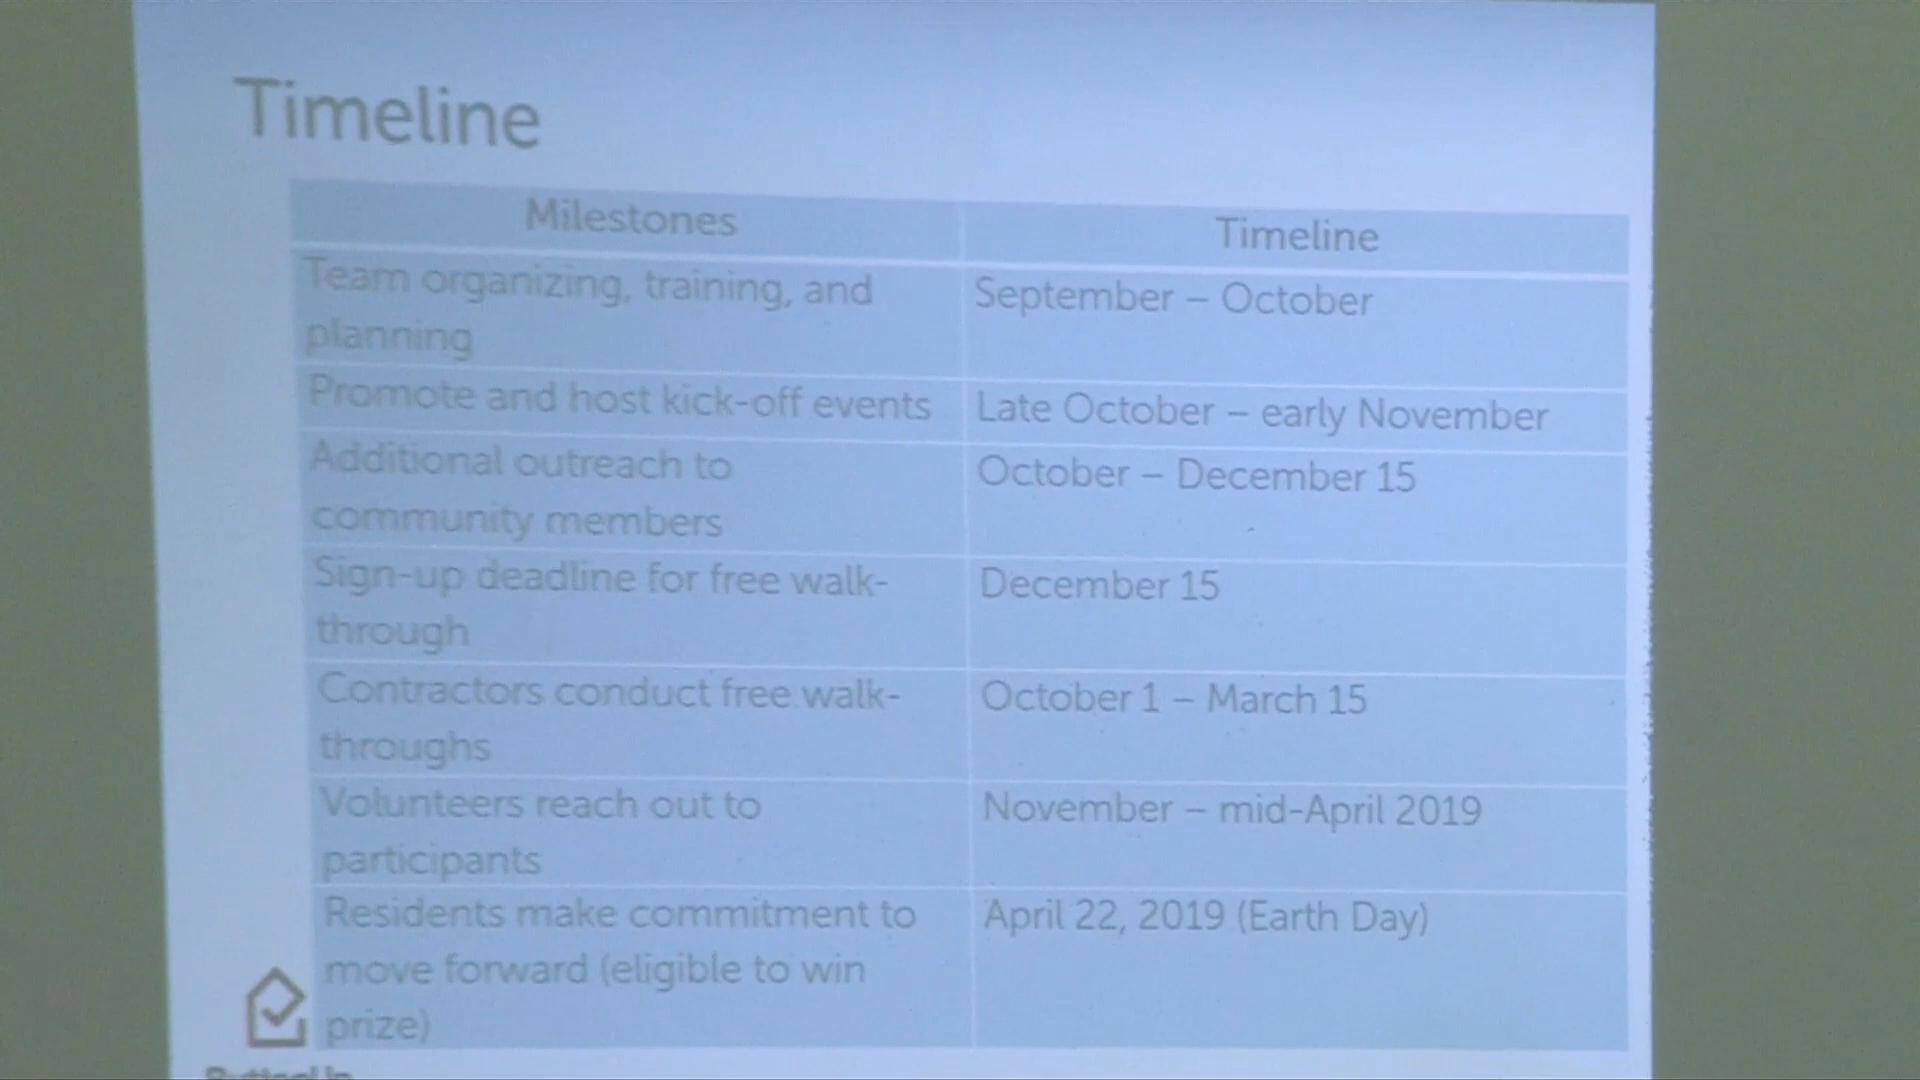 Timeline
Milestones
Timeline
Team organizing, training, and
planning
September – October
Promote and host kick-off events
Late October – early November
Additional outreach to
community members
October – December 15
Sign-up deadline for free walk-
through
December 15
Contractors conduct free walk-
throughs
October 1 – March 15
Volunteers reach out to
participants
November – mid-April 2019
Residents make commitment to
move forward (eligible to win
prize)
April 22, 2019 (Earth Day)